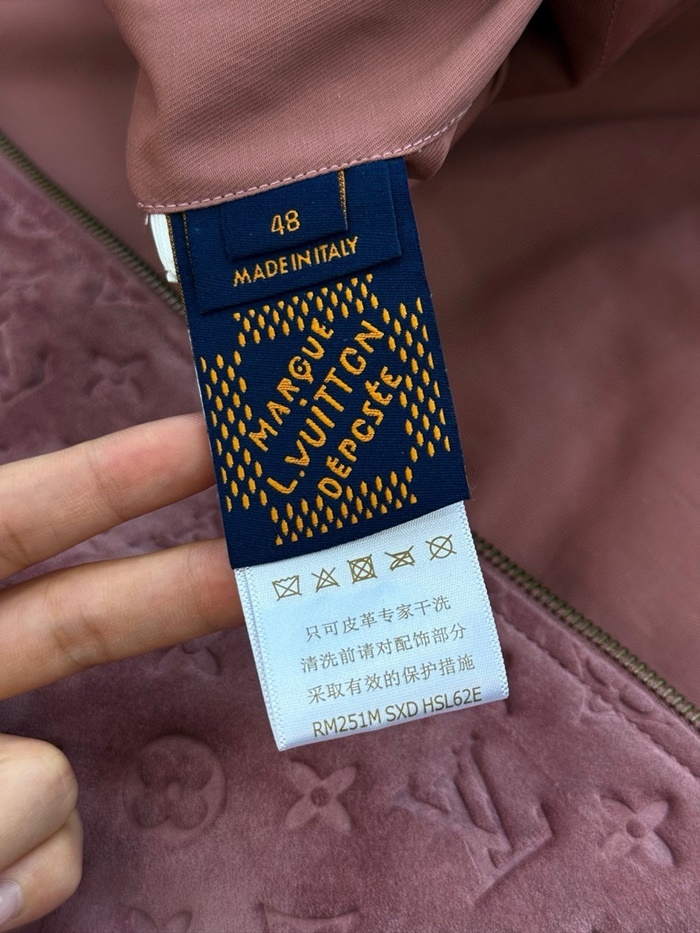 48
MADE IN ITALY
MARQUE
L.VUITTON
DÉPOSÉE
只可皮革专家干洗
清洗前请对配饰部分
采取有效的保护措施
RM251M SXD HSL62E